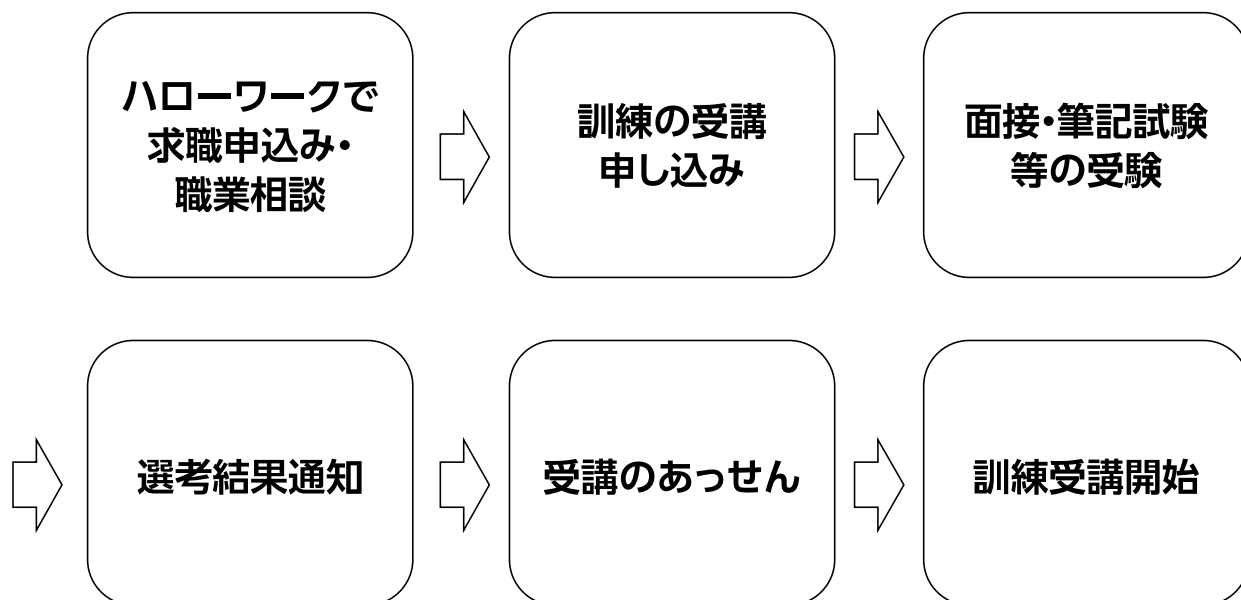 ハローワークで
求職申込み・
職業相談
訓練の受講
申し込み
面接・筆記試験
等の受験
選考結果通知
受講のあっせん
訓練受講開始